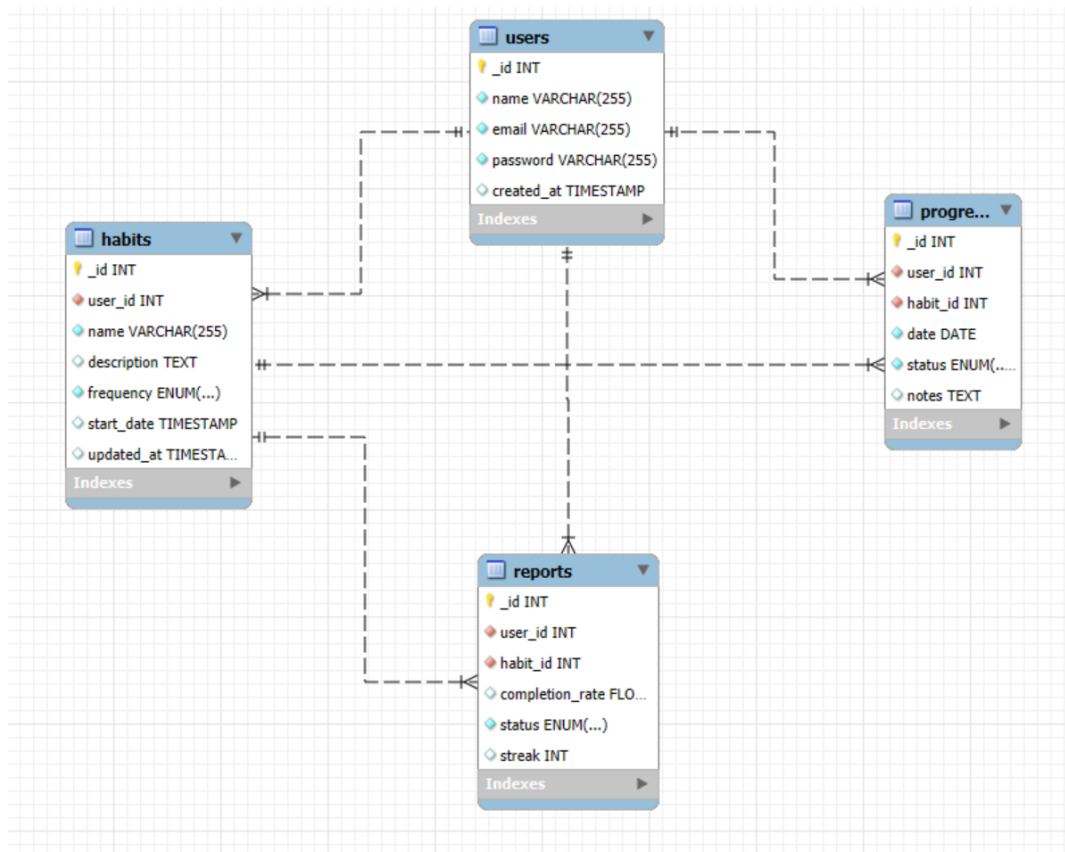 users
_id INT
name VARCHAR(255)
email VARCHAR(255)
password VARCHAR(255)
created_at TIMESTAMP
Indexes
habits
_id INT
user_id INT
name VARCHAR(255)
description TEXT
frequency ENUM(...)
start_date TIMESTAMP
updated_at TIMESTA...
Indexes
progre...
_id INT
user_id INT
habit_id INT
date DATE
status ENUM(.....
notes TEXT
Indexes
reports
_id INT
user_id INT
habit_id INT
completion_rate FLO...
status ENUM(...)
streak INT
Indexes